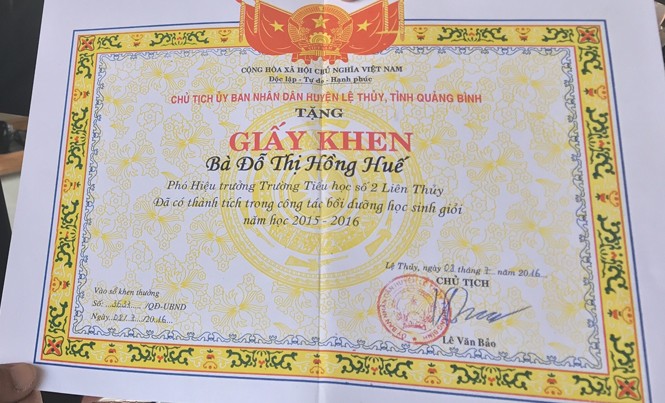 CỘNG HÒA XÃ HỘI CHỦ NGHĨA VIỆT NAM
Độc lập - Tự do - Hạnh phúc
CHỦ TỊCH ỦY BAN NHÂN DÂN HUYỆN LỆ THỦY, TỈNH QUẢNG BÌNH
TẶNG
GIẤY KHEN
Bà Đỗ Thị Hồng Huế
Phó Hiệu trưởng Trường Tiểu học số 2 Liên Thủy
Đã có thành tích trong công tác bồi dưỡng học sinh giỏi
năm học 2015 - 2016
Lệ Thủy, ngày 03 tháng 7 năm 2016
CHỦ TỊCH
Vào sổ khen thưởng
Số: /QĐ-UBND
Ngày 03/7/2016
Lê Văn Bảo